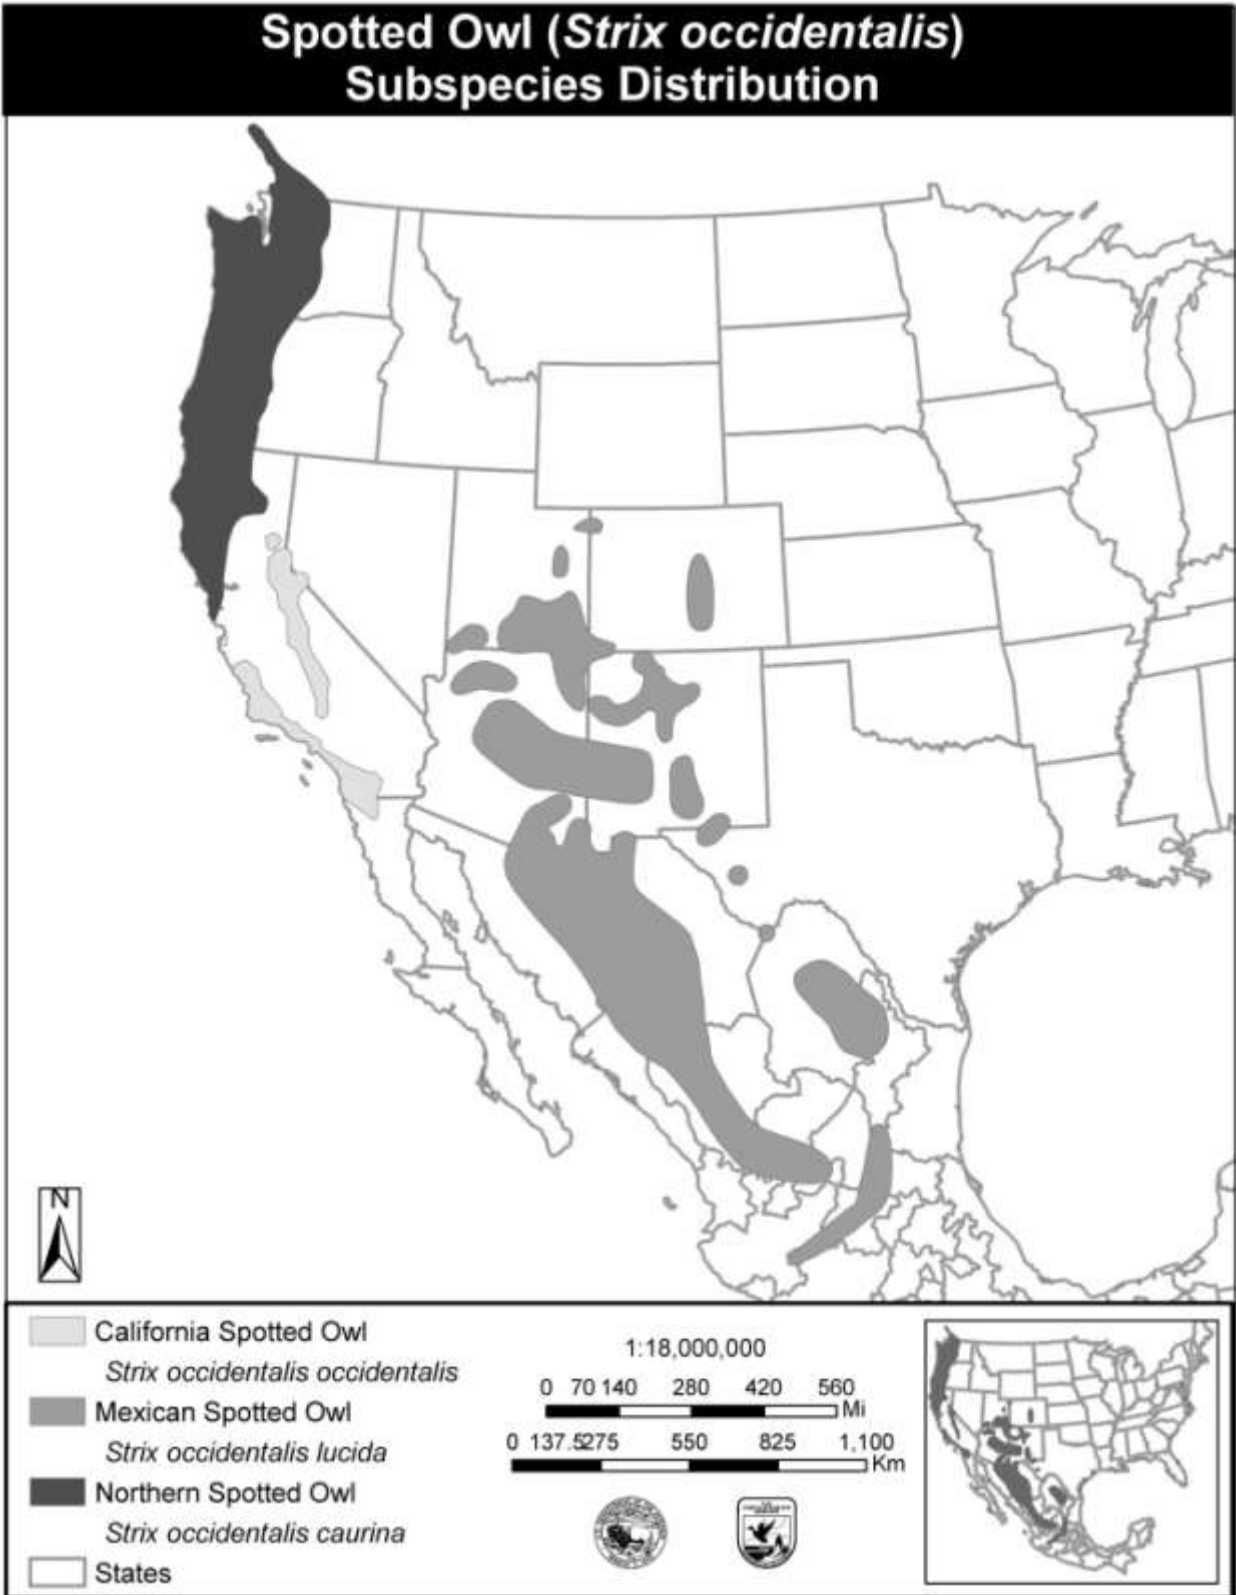 Spotted Owl (Strix occidentalis)
Subspecies Distribution
N
California Spotted Owl
Strix occidentalis occidentalis
Mexican Spotted Owl
Strix occidentalis lucida
Northern Spotted Owl
Strix occidentalis caurina
States
1:18,000,000
0 70 140 280 420 560
Mi
0 137.5275 550 825 1,100
Km